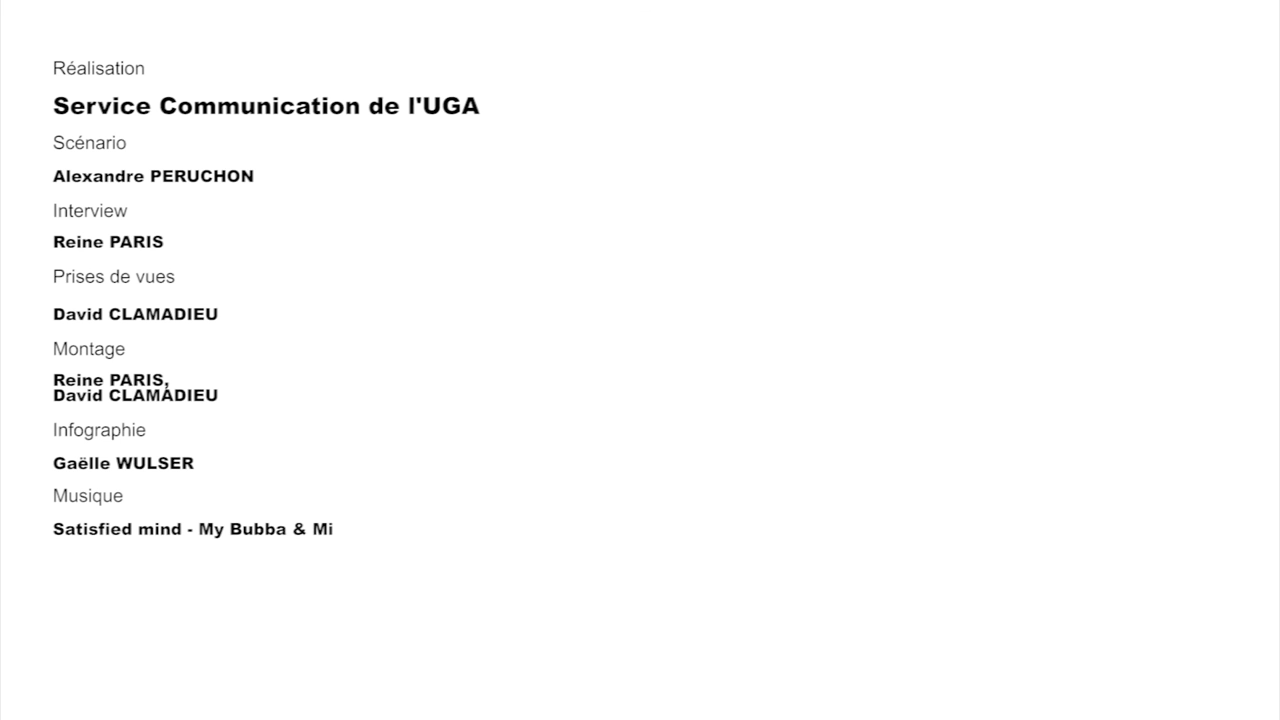 Réalisation
Service Communication de l'UGA
Scénario
Alexandre PERUCHON
Interview
Reine PARIS
Prises de vues
David CLAMADIEU
Montage
Reine PARIS,
David CLAMADIEU
Infographie
Gaëlle WULSER
Musique
Satisfied mind - My Bubba & Mi